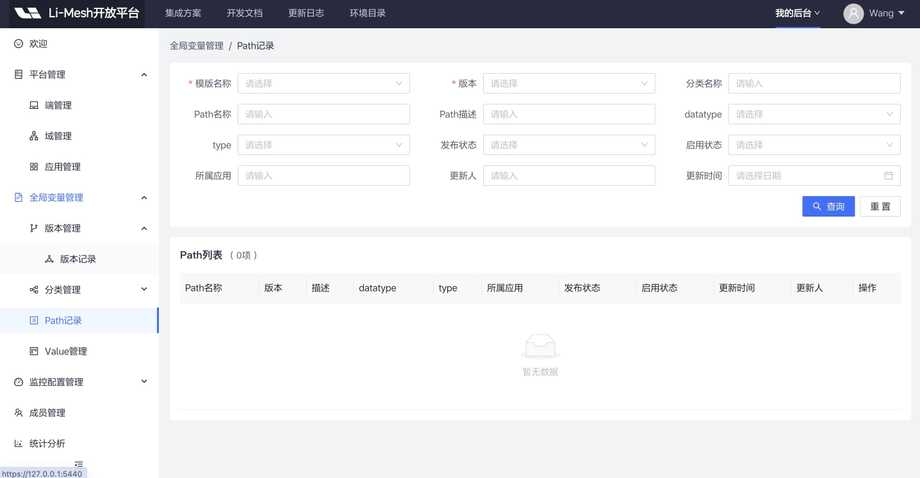 Li-Mesh开放平台 集成方案 开发文档 更新日志 环境目录 我的后台 Wang
欢迎
平台管理
端管理
域管理
应用管理
全局变量管理
版本管理
版本记录
分类管理
Path记录
Value管理
监控配置管理
成员管理
统计分析
https://127.0.0.1:5440
全局变量管理 / Path记录
* 模版名称 请选择 * 版本 请选择 分类名称 请输入
Path名称 请输入 Path描述 请输入 datatype 请选择
type 请选择 发布状态 请选择 启用状态 请选择
所属应用 请输入 更新人 请输入 更新时间 请选择日期
查询 重 置
Path列表 （ 0项 ）
Path名称 版本 描述 datatype type 所属应用 发布状态 启用状态 更新时间 更新人 操作
暂无数据